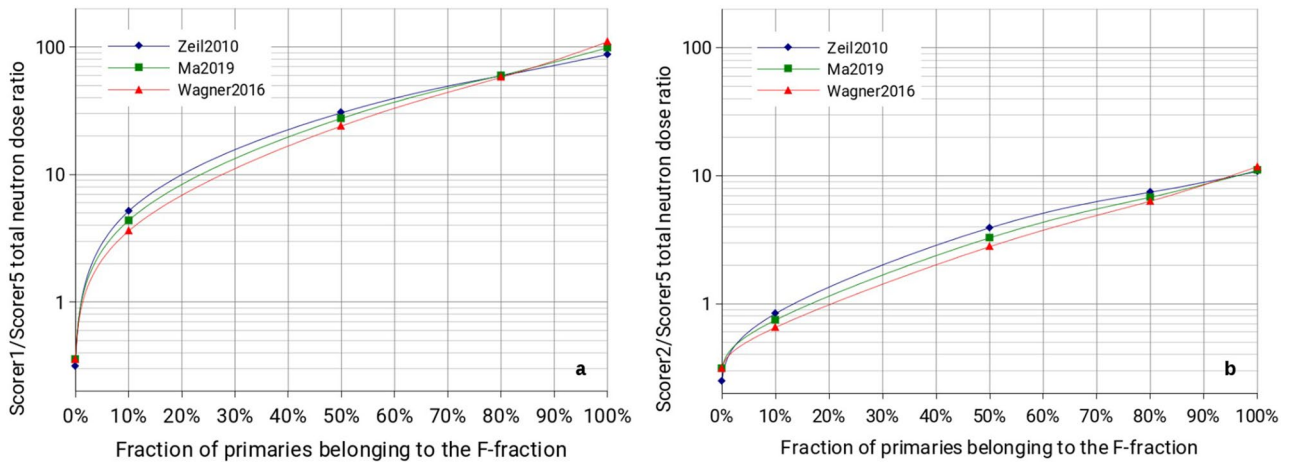 Scorer1/Scorer5 total neutron dose ratio
100
10
1
Zeil2010
Ma2019
Wagner2016
a
0% 10% 20% 30% 40% 50% 60% 70% 80% 90% 100%
Fraction of primaries belonging to the F-fraction
Scorer2/Scorer5 total neutron dose ratio
100
10
1
Zeil2010
Ma2019
Wagner2016
b
0% 10% 20% 30% 40% 50% 60% 70% 80% 90% 100%
Fraction of primaries belonging to the F-fraction